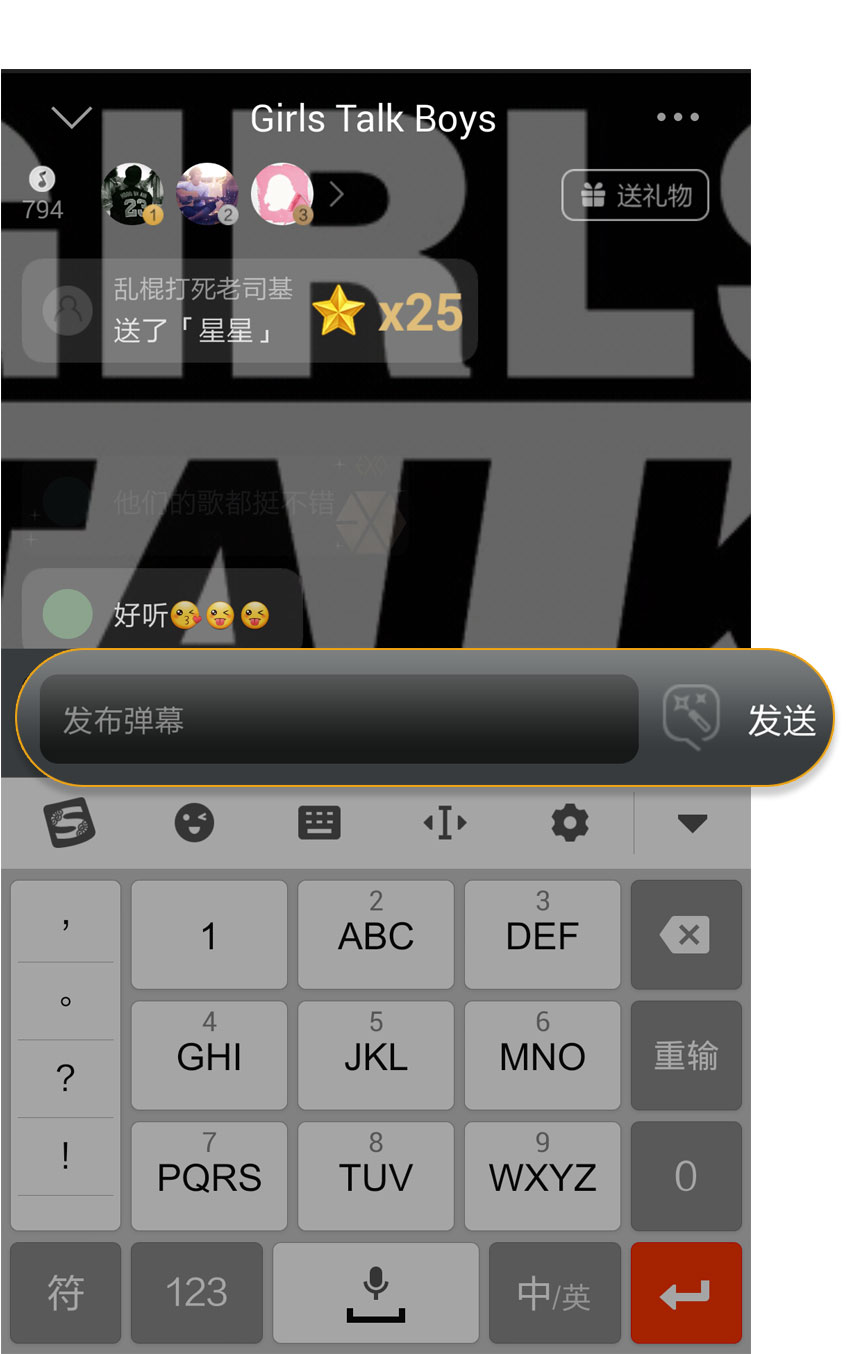 Girls Talk Boys
794
23
1
2
3
送礼物
乱棍打死老司基
送了「星星」
x25
GIRLS
TALK
他们的歌都挺不错
EXO
好听😘😝😝
发布弹幕
发送
,
1
2
ABC
3
DEF
。
4
GHI
5
JKL
6
MNO
重输
?
!
7
PQRS
8
TUV
9
WXYZ
0
符
123
中/英